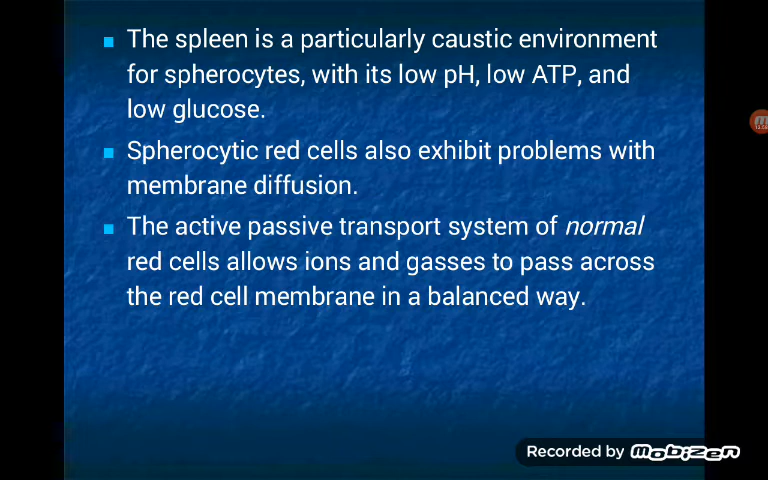 The spleen is a particularly caustic environment
for spherocytes, with its low pH, low ATP, and
low glucose.
Spherocytic red cells also exhibit problems with
membrane diffusion.
The active passive transport system of normal
red cells allows ions and gasses to pass across
the red cell membrane in a balanced way.
Recorded by mobizen